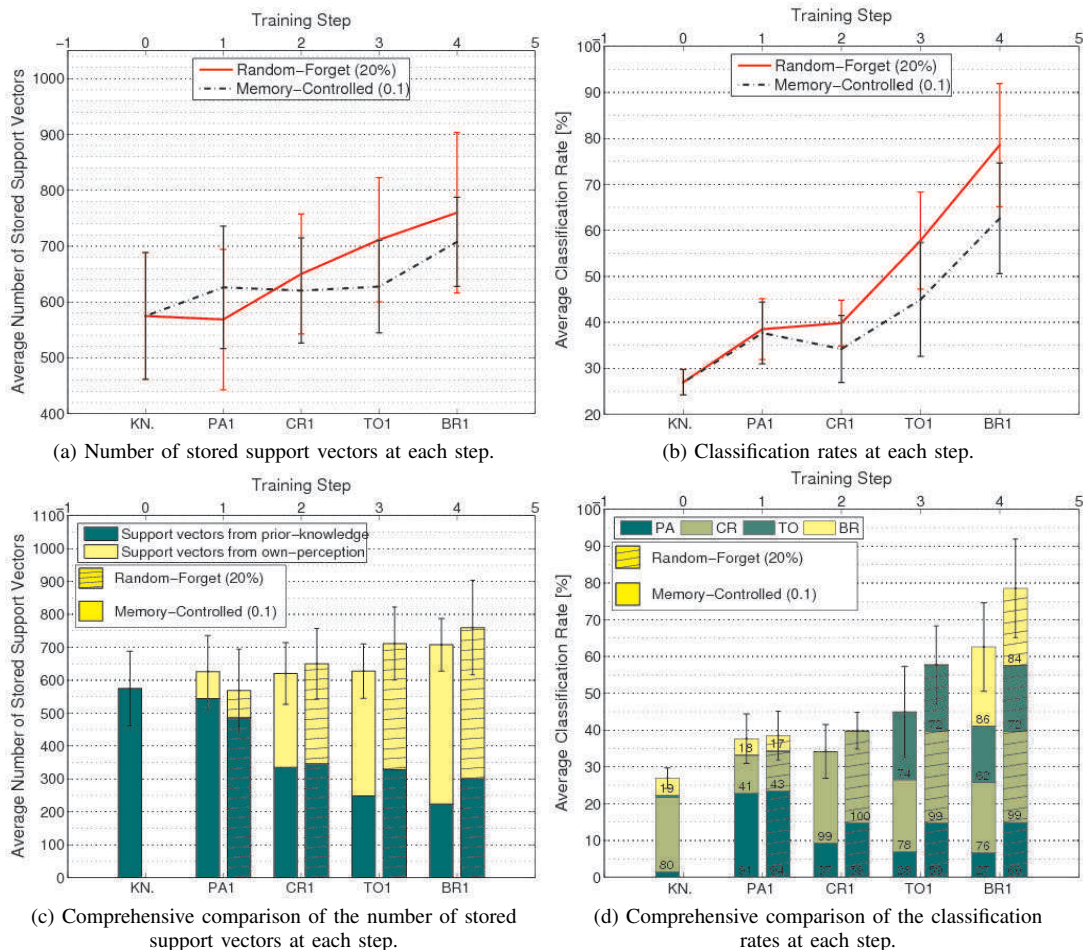 Training Step
−1 0 1 2 3 4 5
Random−Forget (20%)
Memory−Controlled (0.1)
Average Number of Stored Support Vectors
1000
900
800
700
600
500
400
KN. PA1 CR1 TO1 BR1
(a) Number of stored support vectors at each step.
Training Step
−1 0 1 2 3 4 5
Random−Forget (20%)
Memory−Controlled (0.1)
Average Classification Rate [%]
100
90
80
70
60
50
40
30
20
KN. PA1 CR1 TO1 BR1
(b) Classification rates at each step.
Training Step
−1 0 1 2 3 4 5
Support vectors from prior−knowledge
Support vectors from own−perception
Random−Forget (20%)
Memory−Controlled (0.1)
Average Number of Stored Support Vectors
1100
1000
900
800
700
600
500
400
300
200
100
0
KN. PA1 CR1 TO1 BR1
(c) Comprehensive comparison of the number of stored
support vectors at each step.
Training Step
−1 0 1 2 3 4 5
PA CR TO BR
Random−Forget (20%)
Memory−Controlled (0.1)
Average Classification Rate [%]
100
90
80
70
60
50
40
30
20
10
0
84
86
72 72
18 17
74 62
19
41 43
100 99 99
99
78 76
80
KN. PA1 CR1 TO1 BR1
(d) Comprehensive comparison of the classification
rates at each step.